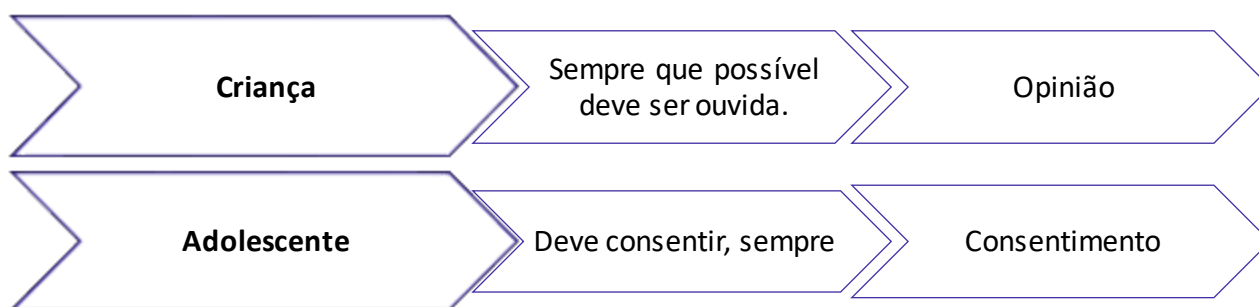 Criança
Sempre que possível
deve ser ouvida.
Opinião
Adolescente
Deve consentir, sempre
Consentimento